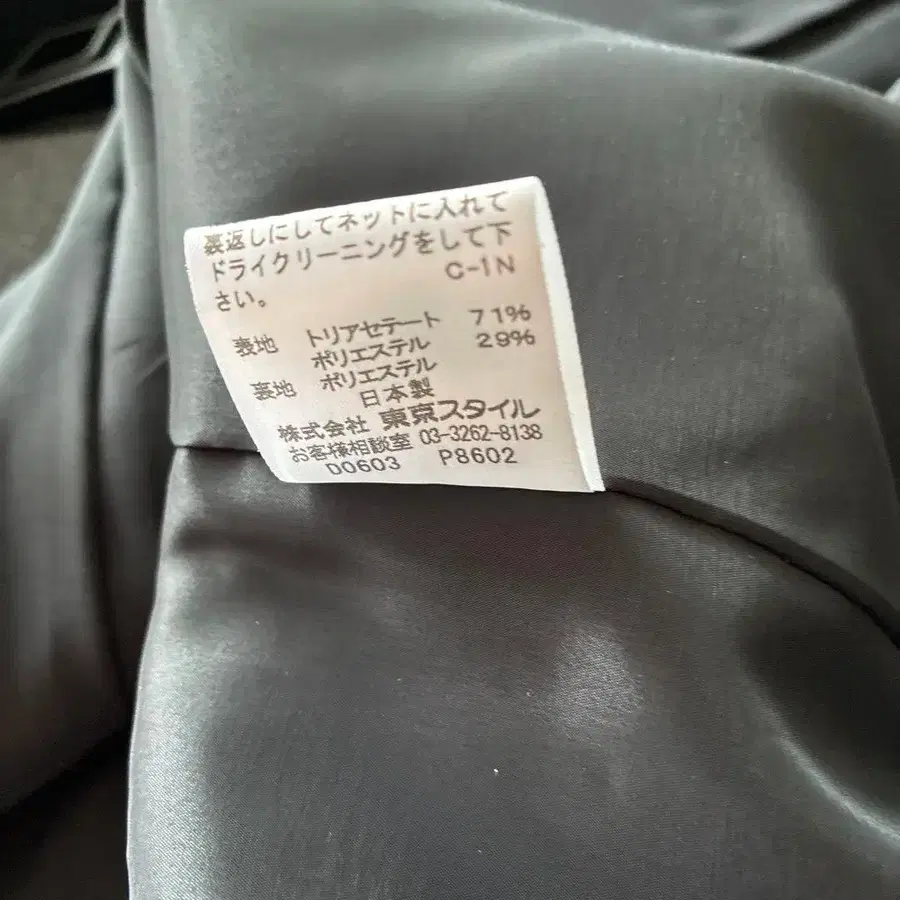 裏返しにしてネットに入れて
ドライクリーニングをして下
さい。 C-1N
表地 トリアセテート 71%
ポリエステル 29%
裏地 ポリエステル
日本製
株式会社 東京スタイル
お客様相談室 03-3262-8138
D0603 P8602